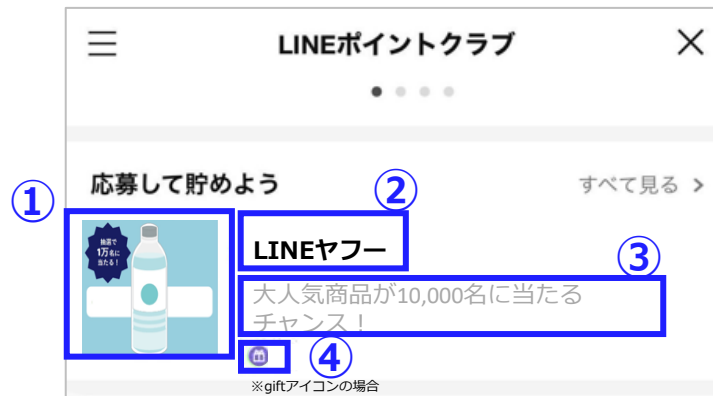 LINEポイントクラブ
応募して貯めよう
すべて見る >
①
②
抽選で
1万名に
当たる！
LINEヤフー
③
大人気商品が10,000名に当たる
チャンス！
④
※giftアイコンの場合